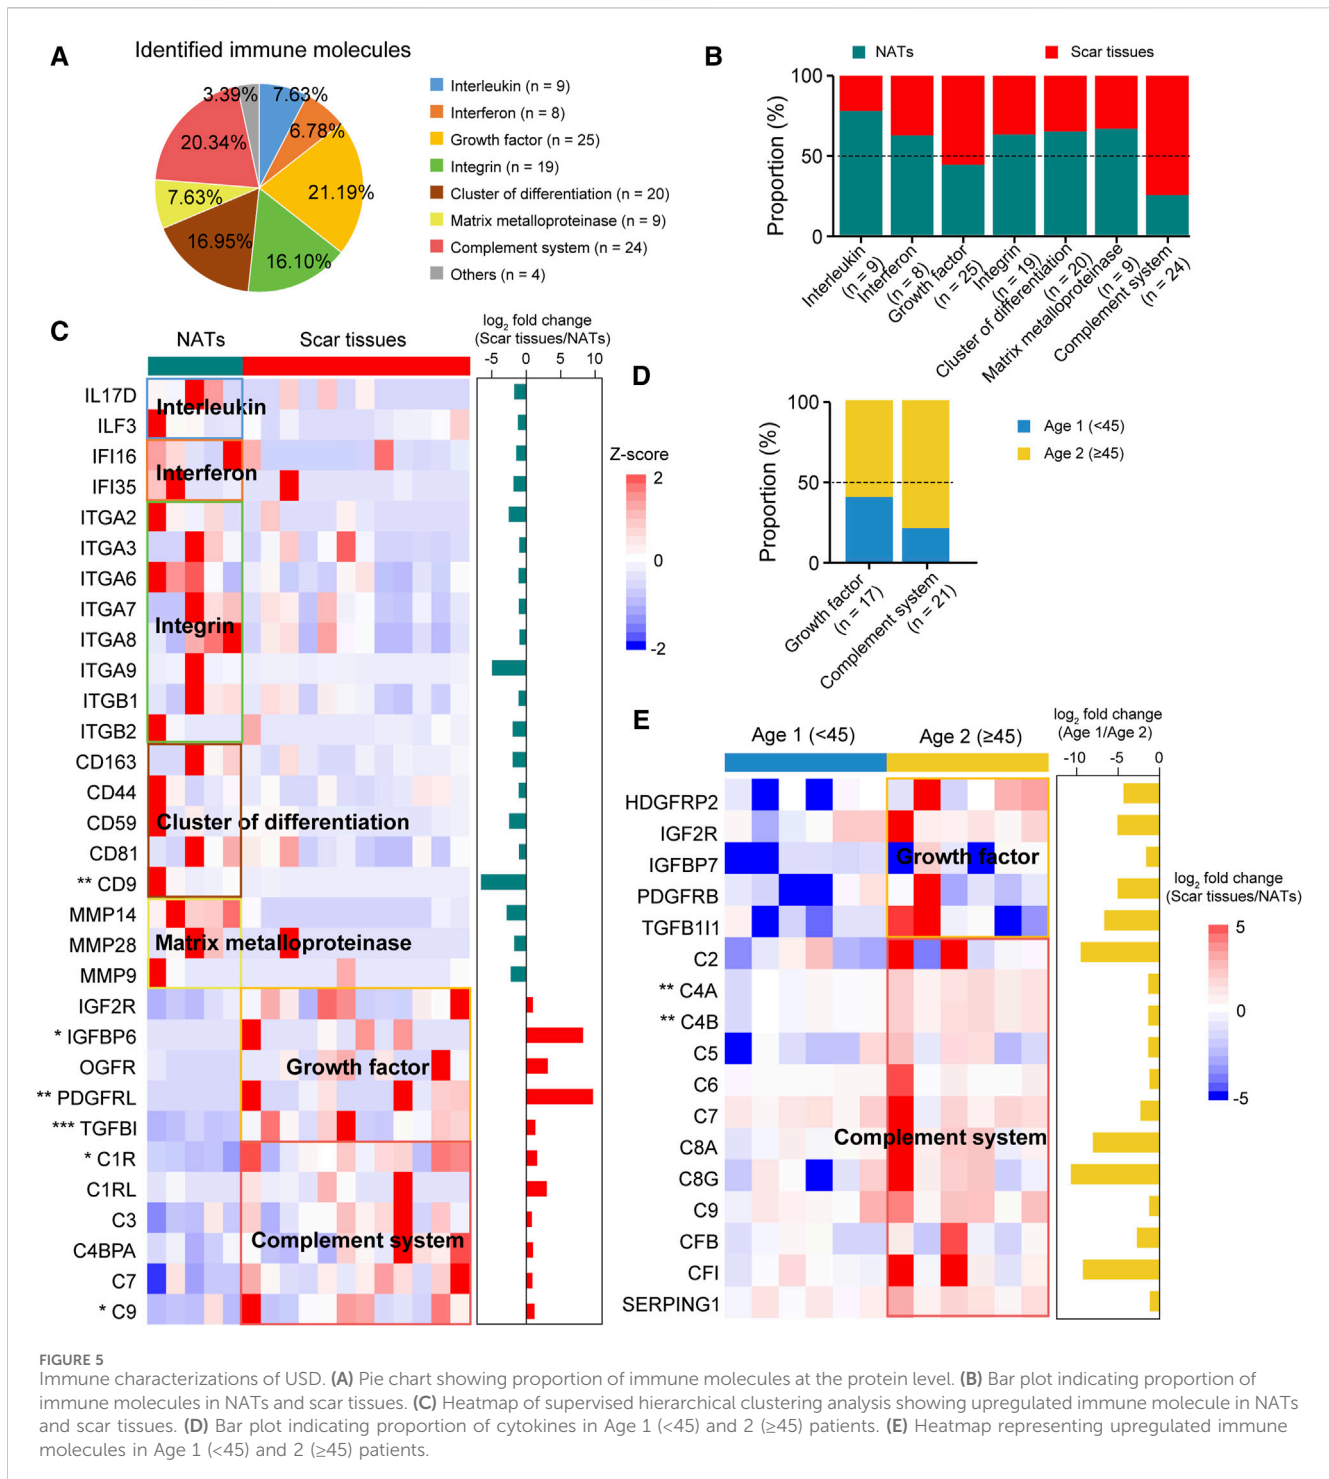 A
Identified immune molecules
3.39%
7.63%
6.78%
20.34%
21.19%
7.63%
16.95%
16.10%
Interleukin (n = 9)
Interferon (n = 8)
Growth factor (n = 25)
Integrin (n = 19)
Cluster of differentiation (n = 20)
Matrix metalloproteinase (n = 9)
Complement system (n = 24)
Others (n = 4)
B
NATs
Scar tissues
Proportion (%)
100
50
0
Interleukin
(n = 9)
Interferon
(n = 8)
Growth factor
(n = 25)
Integrin
(n = 19)
Cluster of differentiation
(n = 20)
Matrix metalloproteinase
(n = 9)
Complement system
(n = 24)
C
NATs
Scar tissues
log2 fold change
(Scar tissues/NATs)
-5 0 5 10
IL17D
ILF3
IFI16
IFI35
ITGA2
ITGA3
ITGA6
ITGA7
ITGA8
ITGA9
ITGB1
ITGB2
CD163
CD44
CD59
CD81
** CD9
MMP14
MMP28
MMP9
IGF2R
* IGFBP6
OGFR
** PDGFRL
*** TGFBI
* C1R
C1RL
C3
C4BPA
C7
* C9
Interleukin
Interferon
Integrin
Cluster of differentiation
Matrix metalloproteinase
Growth factor
Complement system
Z-score
2
0
-2
D
Proportion (%)
100
50
0
Growth factor
(n = 17)
Complement system
(n = 21)
Age 1 (<45)
Age 2 (≥45)
E
Age 1 (<45)
Age 2 (≥45)
log2 fold change
(Age 1/Age 2)
-10 -5 0
HDGFRP2
IGF2R
IGFBP7
PDGFRB
TGFB1I1
C2
** C4A
** C4B
C5
C6
C7
C8A
C8G
C9
CFB
CFI
SERPING1
Growth factor
Complement system
log2 fold change
(Scar tissues/NATs)
5
0
-5
FIGURE 5
Immune characterizations of USD. (A) Pie chart showing proportion of immune molecules at the protein level. (B) Bar plot indicating proportion of
immune molecules in NATs and scar tissues. (C) Heatmap of supervised hierarchical clustering analysis showing upregulated immune molecule in NATs
and scar tissues. (D) Bar plot indicating proportion of cytokines in Age 1 (<45) and 2 (≥45) patients. (E) Heatmap representing upregulated immune
molecules in Age 1 (<45) and 2 (≥45) patients.